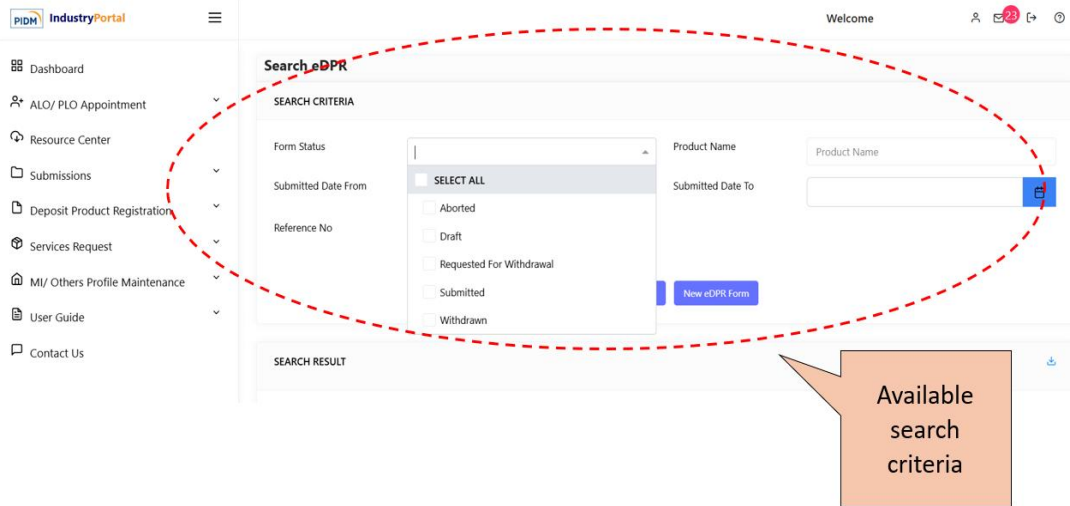 PIDM IndustryPortal
Welcome
23
Dashboard
ALO/ PLO Appointment
Resource Center
Submissions
Deposit Product Registration
Services Request
MI/ Others Profile Maintenance
User Guide
Contact Us
Search eDPR
SEARCH CRITERIA
Form Status
Product Name
Product Name
SELECT ALL
Submitted Date From
Submitted Date To
Aborted
Reference No
Draft
Requested For Withdrawal
Submitted
New eDPR Form
Withdrawn
SEARCH RESULT
Available
search
criteria